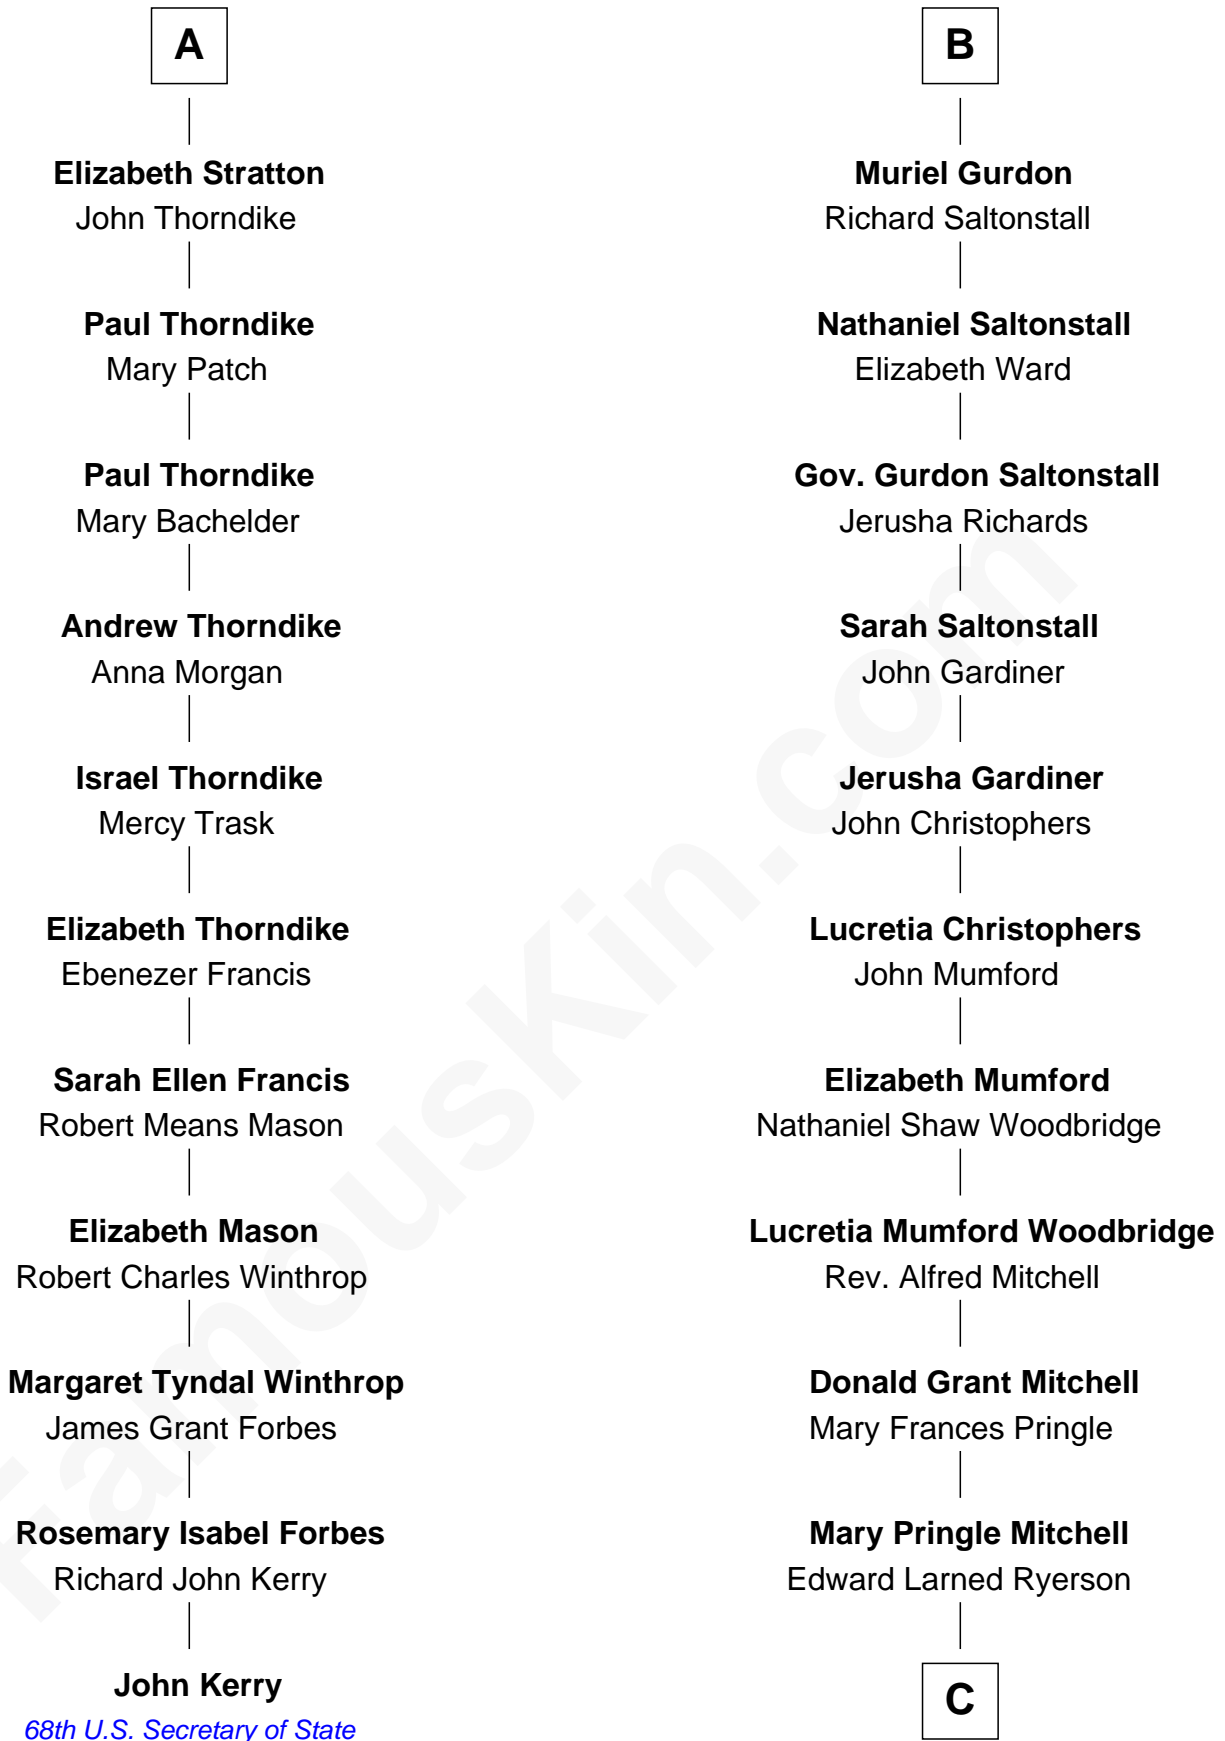 A
Elizabeth Stratton
John Thorndike
Paul Thorndike
Mary Patch
Paul Thorndike
Mary Bachelder
Andrew Thorndike
Anna Morgan
Israel Thorndike
Mercy Trask
Elizabeth Thorndike
Ebenezer Francis
Sarah Ellen Francis
Robert Means Mason
Elizabeth Mason
Robert Charles Winthrop
Margaret Tyndal Winthrop
James Grant Forbes
Rosemary Isabel Forbes
Richard John Kerry
John Kerry
68th U.S. Secretary of State
B
Muriel Gurdon
Richard Saltonstall
Nathaniel Saltonstall
Elizabeth Ward
Gov. Gurdon Saltonstall
Jerusha Richards
Sarah Saltonstall
John Gardiner
Jerusha Gardiner
John Christophers
Lucretia Christophers
John Mumford
Elizabeth Mumford
Nathaniel Shaw Woodbridge
Lucretia Mumford Woodbridge
Rev. Alfred Mitchell
Donald Grant Mitchell
Mary Frances Pringle
Mary Pringle Mitchell
Edward Larned Ryerson
C
FamousKin.com